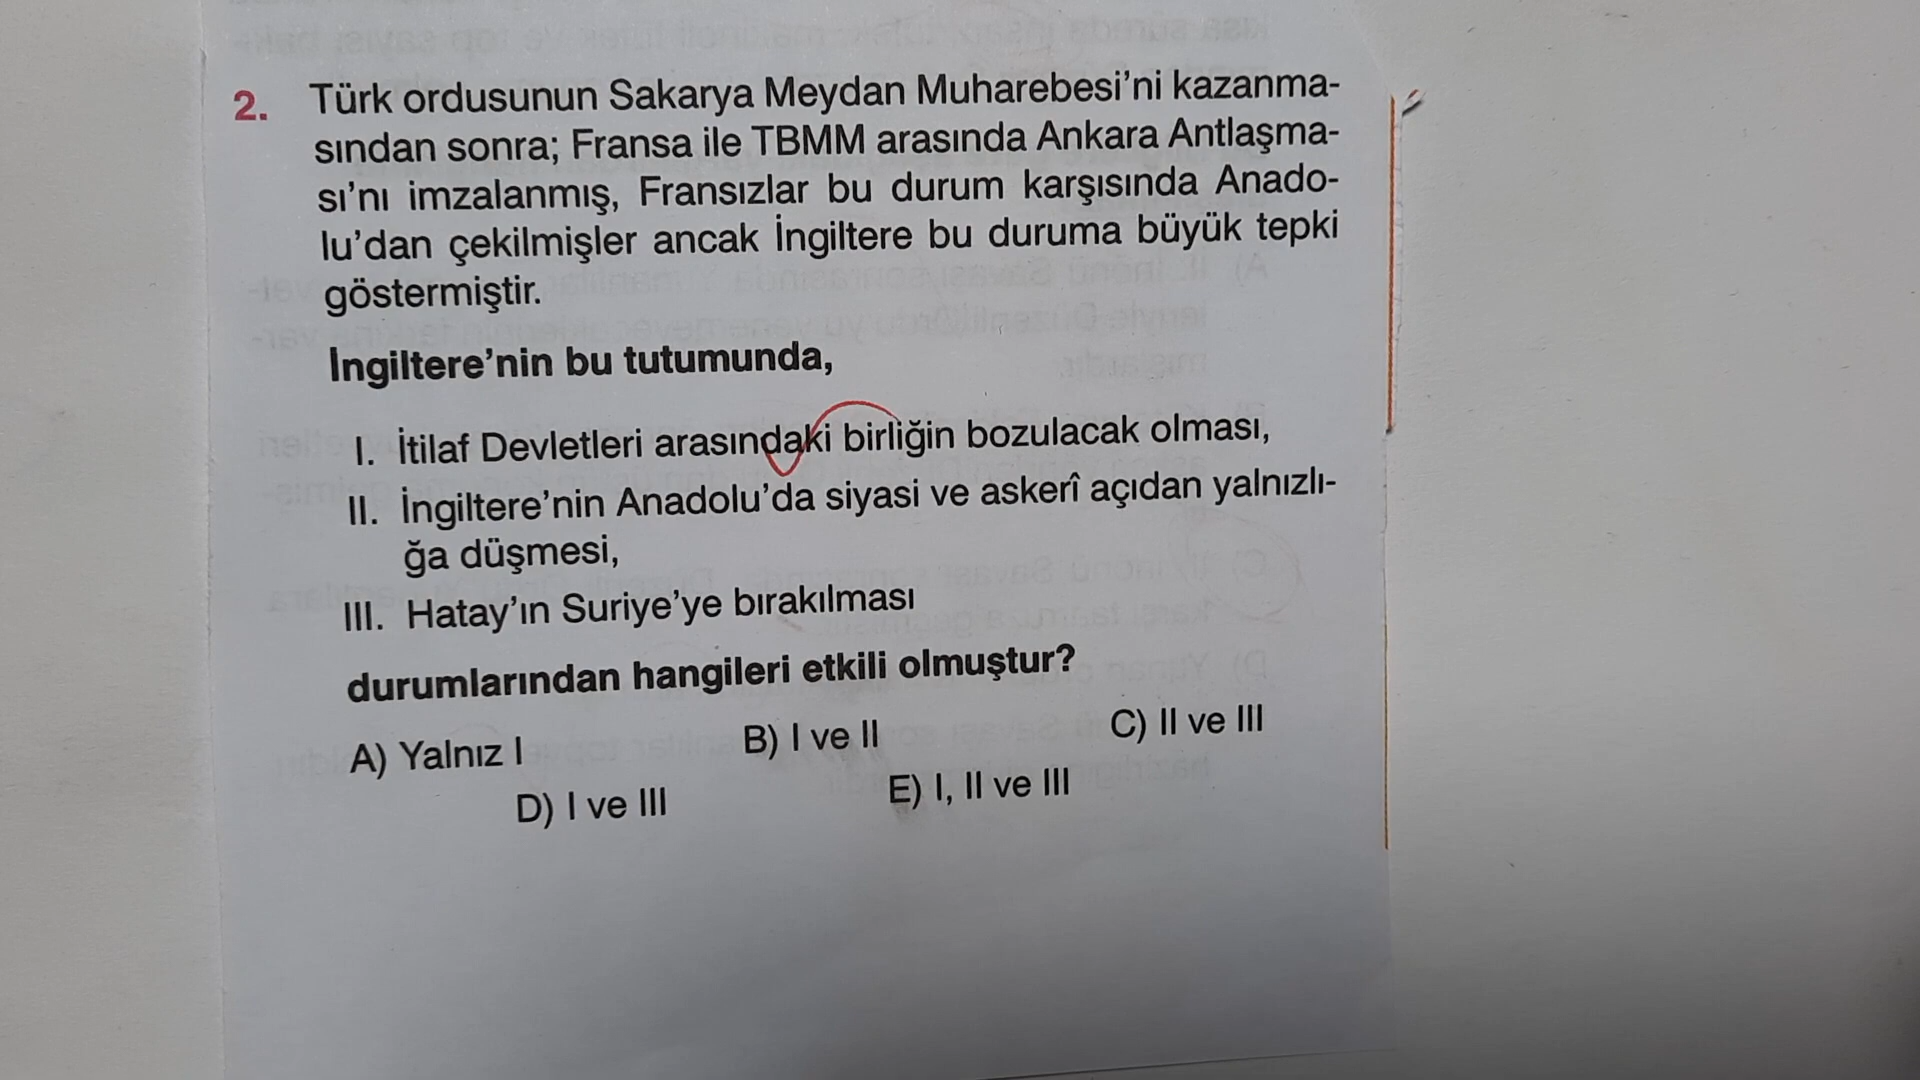 2. Türk ordusunun Sakarya Meydan Muharebesi'ni kazanma-
sından sonra; Fransa ile TBMM arasında Ankara Antlaşma-
sı'nı imzalanmış, Fransızlar bu durum karşısında Anado-
lu'dan çekilmişler ancak İngiltere bu duruma büyük tepki
göstermiştir.
İngiltere'nin bu tutumunda,
I. İtilaf Devletleri arasındaki birliğin bozulacak olması,
II. İngiltere'nin Anadolu'da siyasi ve askerî açıdan yalnızlı-
ğa düşmesi,
III. Hatay'ın Suriye'ye bırakılması
durumlarından hangileri etkili olmuştur?
A) Yalnız I B) I ve II C) II ve III
D) I ve III E) I, II ve III